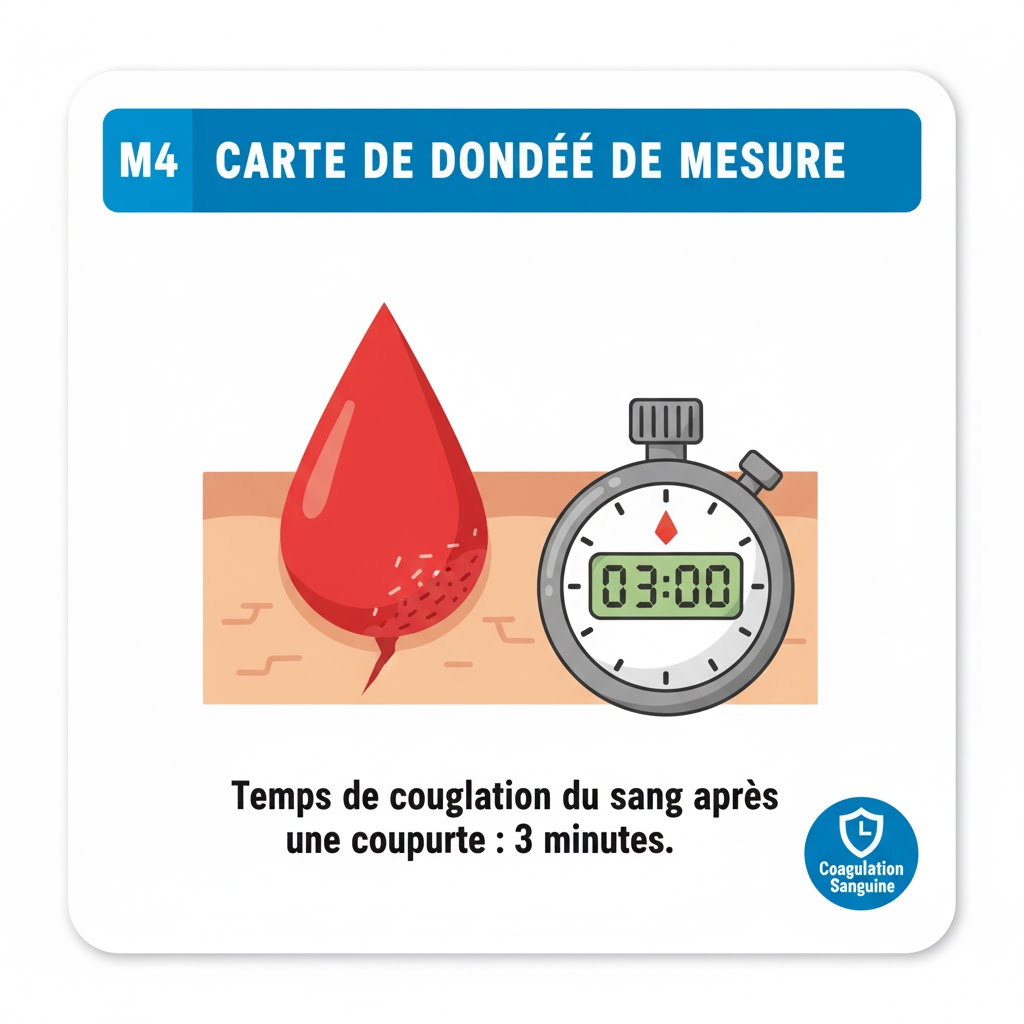 M4 CARTE DE DONDÉÉ DE MESURE
03:00
Temps de couglation du sang après
une coupurte : 3 minutes.
Coagulation
Sanguine